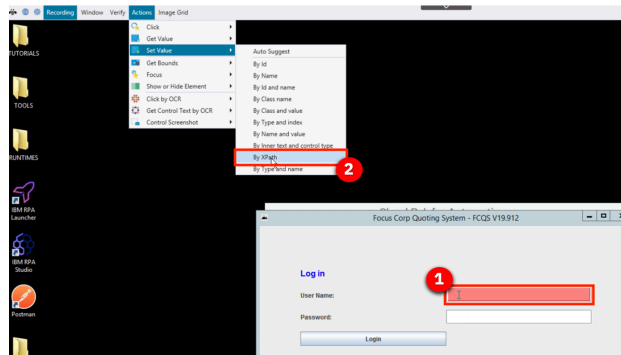 Recording Window Verify Actions Image Grid
Click
Get Value
Set Value
Get Bounds
Focus
Show or Hide Element
Click by OCR
Get Control Text by OCR
Control Screenshot
Auto Suggest
By Id
By Name
By Id and name
By Class name
By Class and value
By Type and index
By Name and value
By Inner text and control type
By XPath
By Type and name
2
TUTORIALS
TOOLS
RUNTIMES
IBM RPA
Launcher
IBM RPA
Studio
Postman
Focus Corp Quoting System - FCQS V19.912
Log in
1
User Name:
Password:
Login